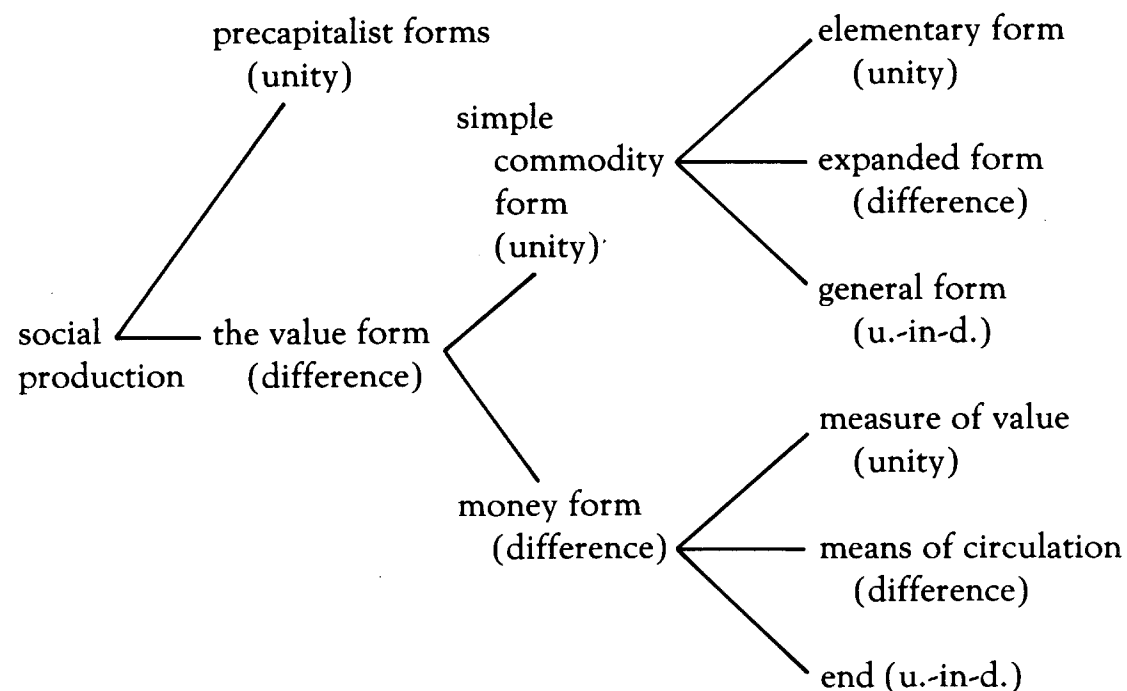 precapitalist forms
(unity)
elementary form
(unity)
simple
commodity
form
(unity)
expanded form
(difference)
general form
(u.-in-d.)
social
production
the value form
(difference)
measure of value
(unity)
money form
(difference)
means of circulation
(difference)
end (u.-in-d.)